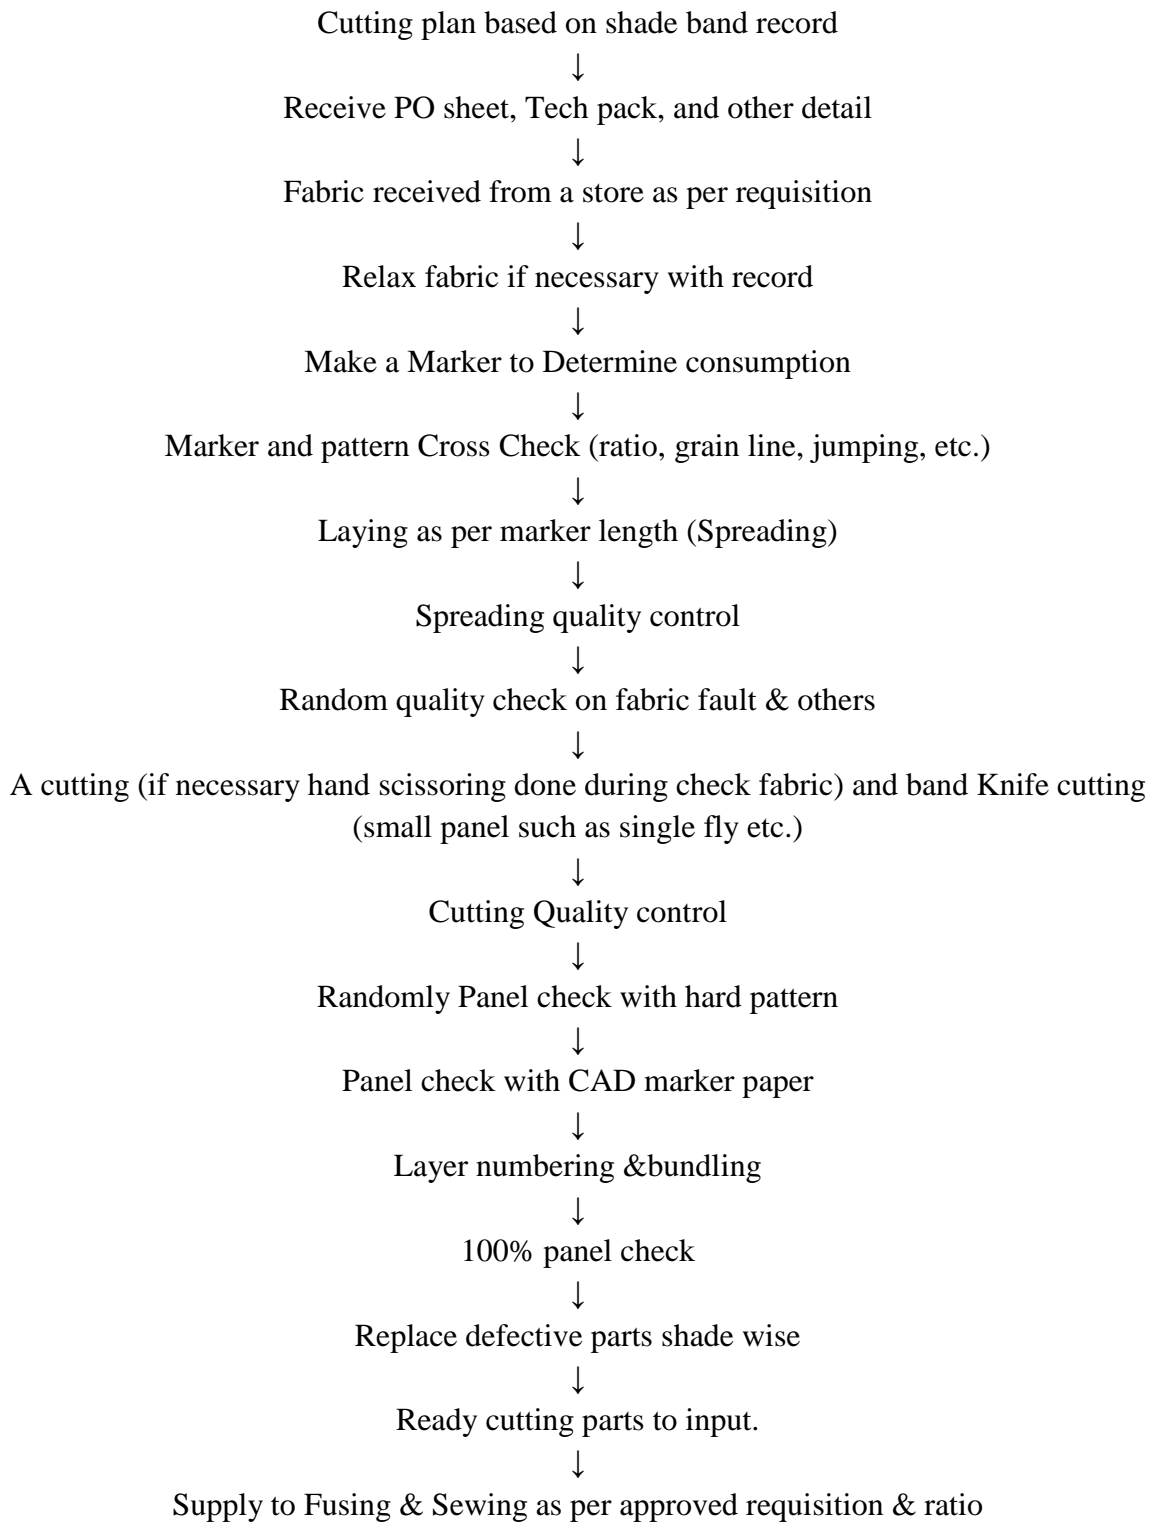 Cutting plan based on shade band record
↓
Receive PO sheet, Tech pack, and other detail
↓
Fabric received from a store as per requisition
↓
Relax fabric if necessary with record
↓
Make a Marker to Determine consumption
↓
Marker and pattern Cross Check (ratio, grain line, jumping, etc.)
↓
Laying as per marker length (Spreading)
↓
Spreading quality control
↓
Random quality check on fabric fault & others
↓
A cutting (if necessary hand scissoring done during check fabric) and band Knife cutting
(small panel such as single fly etc.)
↓
Cutting Quality control
↓
Randomly Panel check with hard pattern
↓
Panel check with CAD marker paper
↓
Layer numbering &bundling
↓
100% panel check
↓
Replace defective parts shade wise
↓
Ready cutting parts to input.
↓
Supply to Fusing & Sewing as per approved requisition & ratio